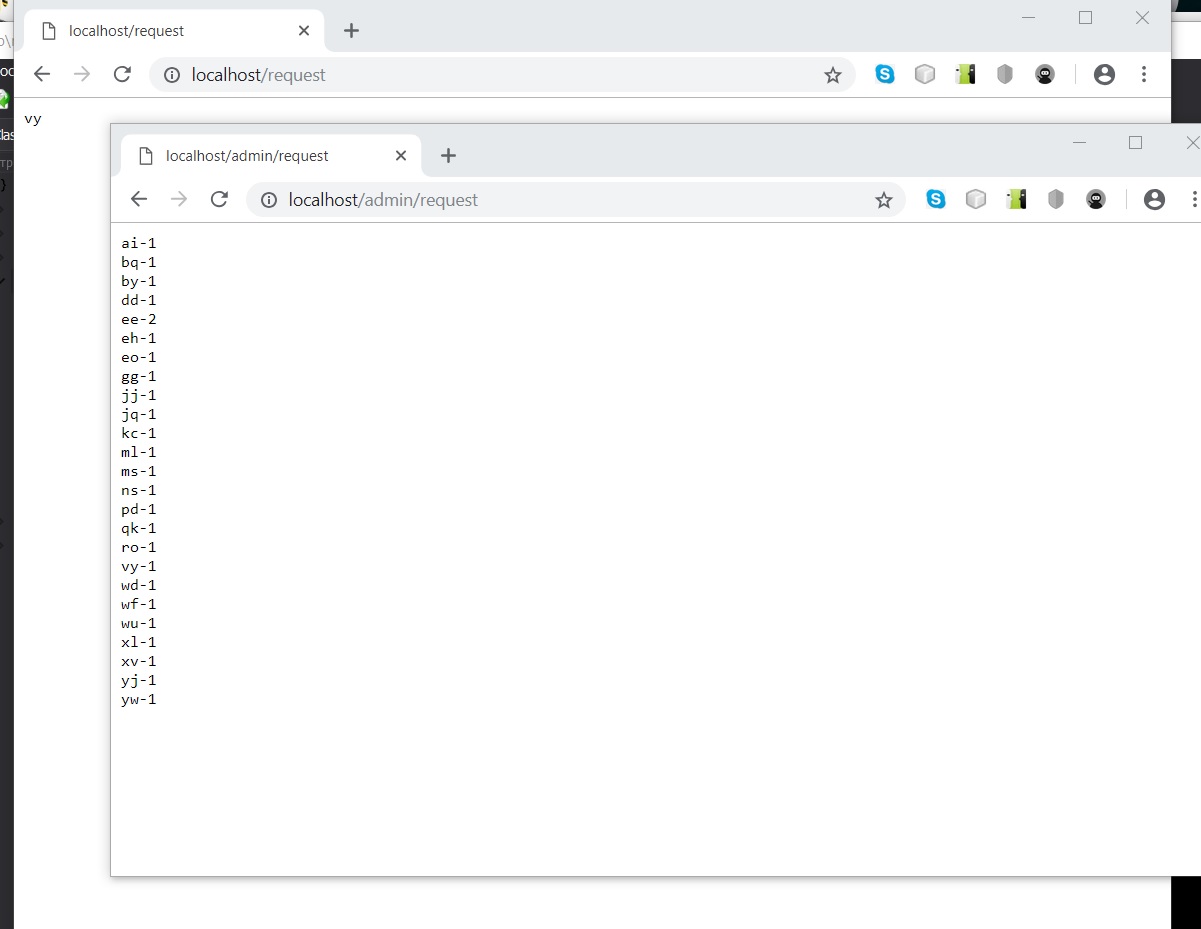 localhost/request
localhost/request
vy
localhost/admin/request
localhost/admin/request
ai-1
bq-1
by-1
dd-1
ee-2
eh-1
eo-1
gg-1
jj-1
jq-1
kc-1
ml-1
ms-1
ns-1
pd-1
qk-1
ro-1
vy-1
wd-1
wf-1
wu-1
xl-1
xv-1
yj-1
yw-1